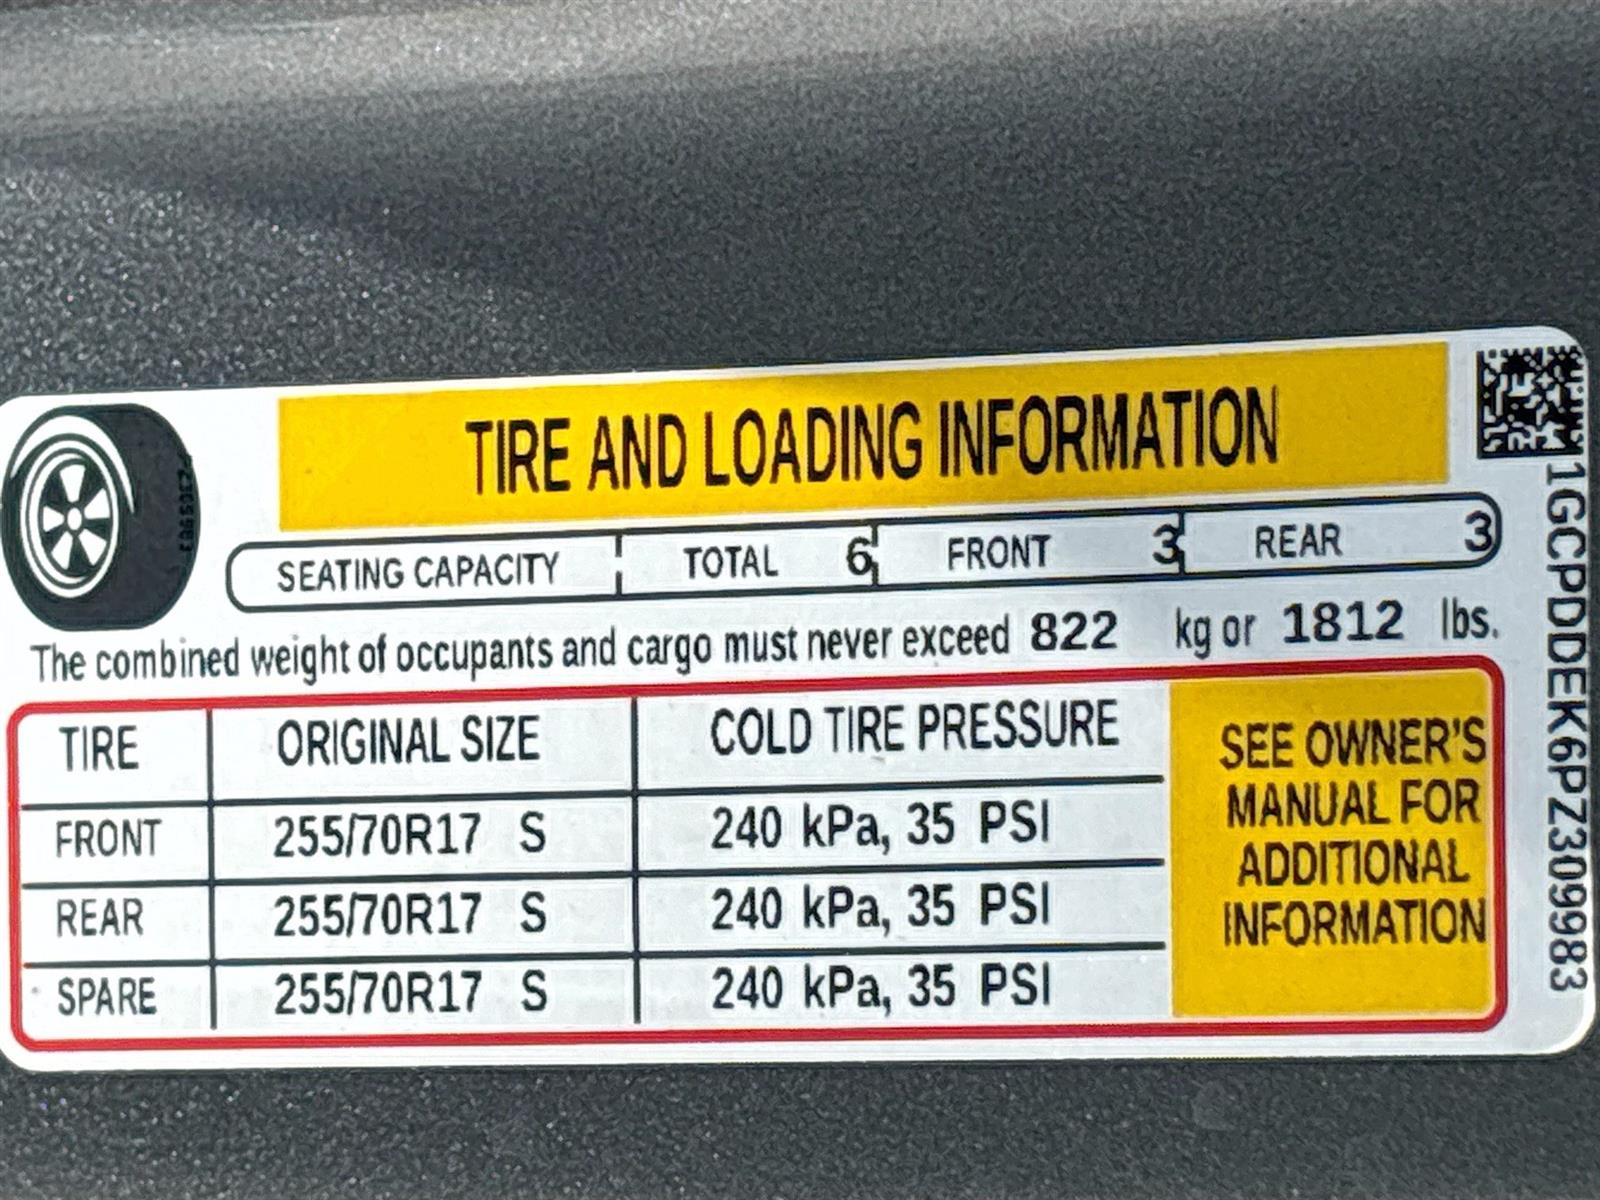 TIRE AND LOADING INFORMATION
SEATING CAPACITY TOTAL 6 FRONT 3 REAR 3
The combined weight of occupants and cargo must never exceed 822 kg or 1812 lbs.
TIRE ORIGINAL SIZE COLD TIRE PRESSURE
FRONT 255/70R17 S 240 kPa, 35 PSI
REAR 255/70R17 S 240 kPa, 35 PSI
SPARE 255/70R17 S 240 kPa, 35 PSI
SEE OWNER'S
MANUAL FOR
ADDITIONAL
INFORMATION
1GCPDDEK6PZ309983